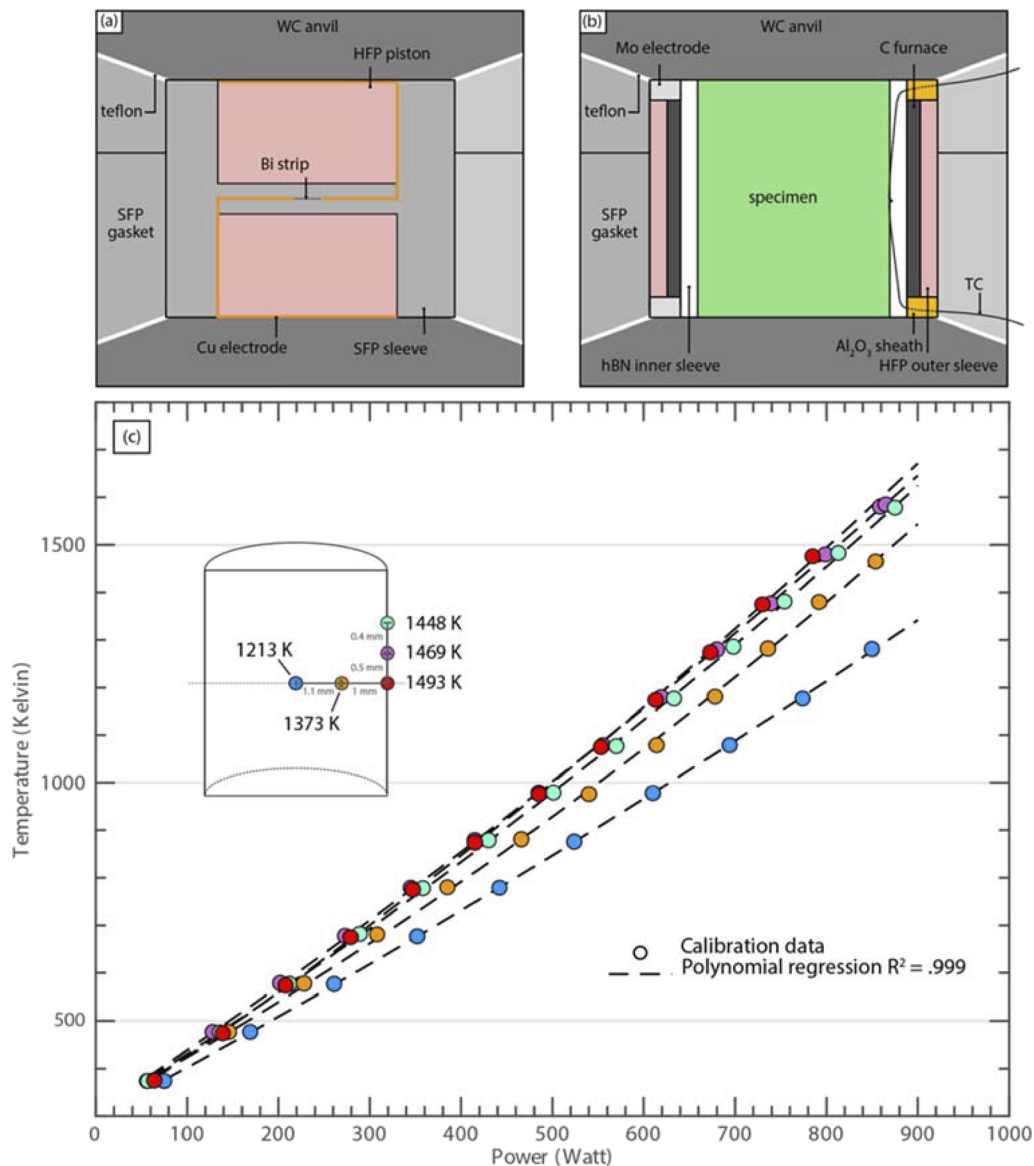 (a)
WC anvil
HFP piston
teflon
Bi strip
SFP
gasket
Cu electrode
SFP sleeve
(b)
Mo electrode
WC anvil
C furnace
teflon
SFP
gasket
specimen
TC
Al₂O₃ sheath
hBN inner sleeve
HFP outer sleeve
(c)
1448 K
0.4 mm
1213 K
1469 K
0.5 mm
1493 K
1.1 mm
1 mm
1373 K
Calibration data
Polynomial regression R² = .999
Temperature (Kelvin)
1500
1000
500
0 100 200 300 400 500 600 700 800 900 1000
Power (Watt)